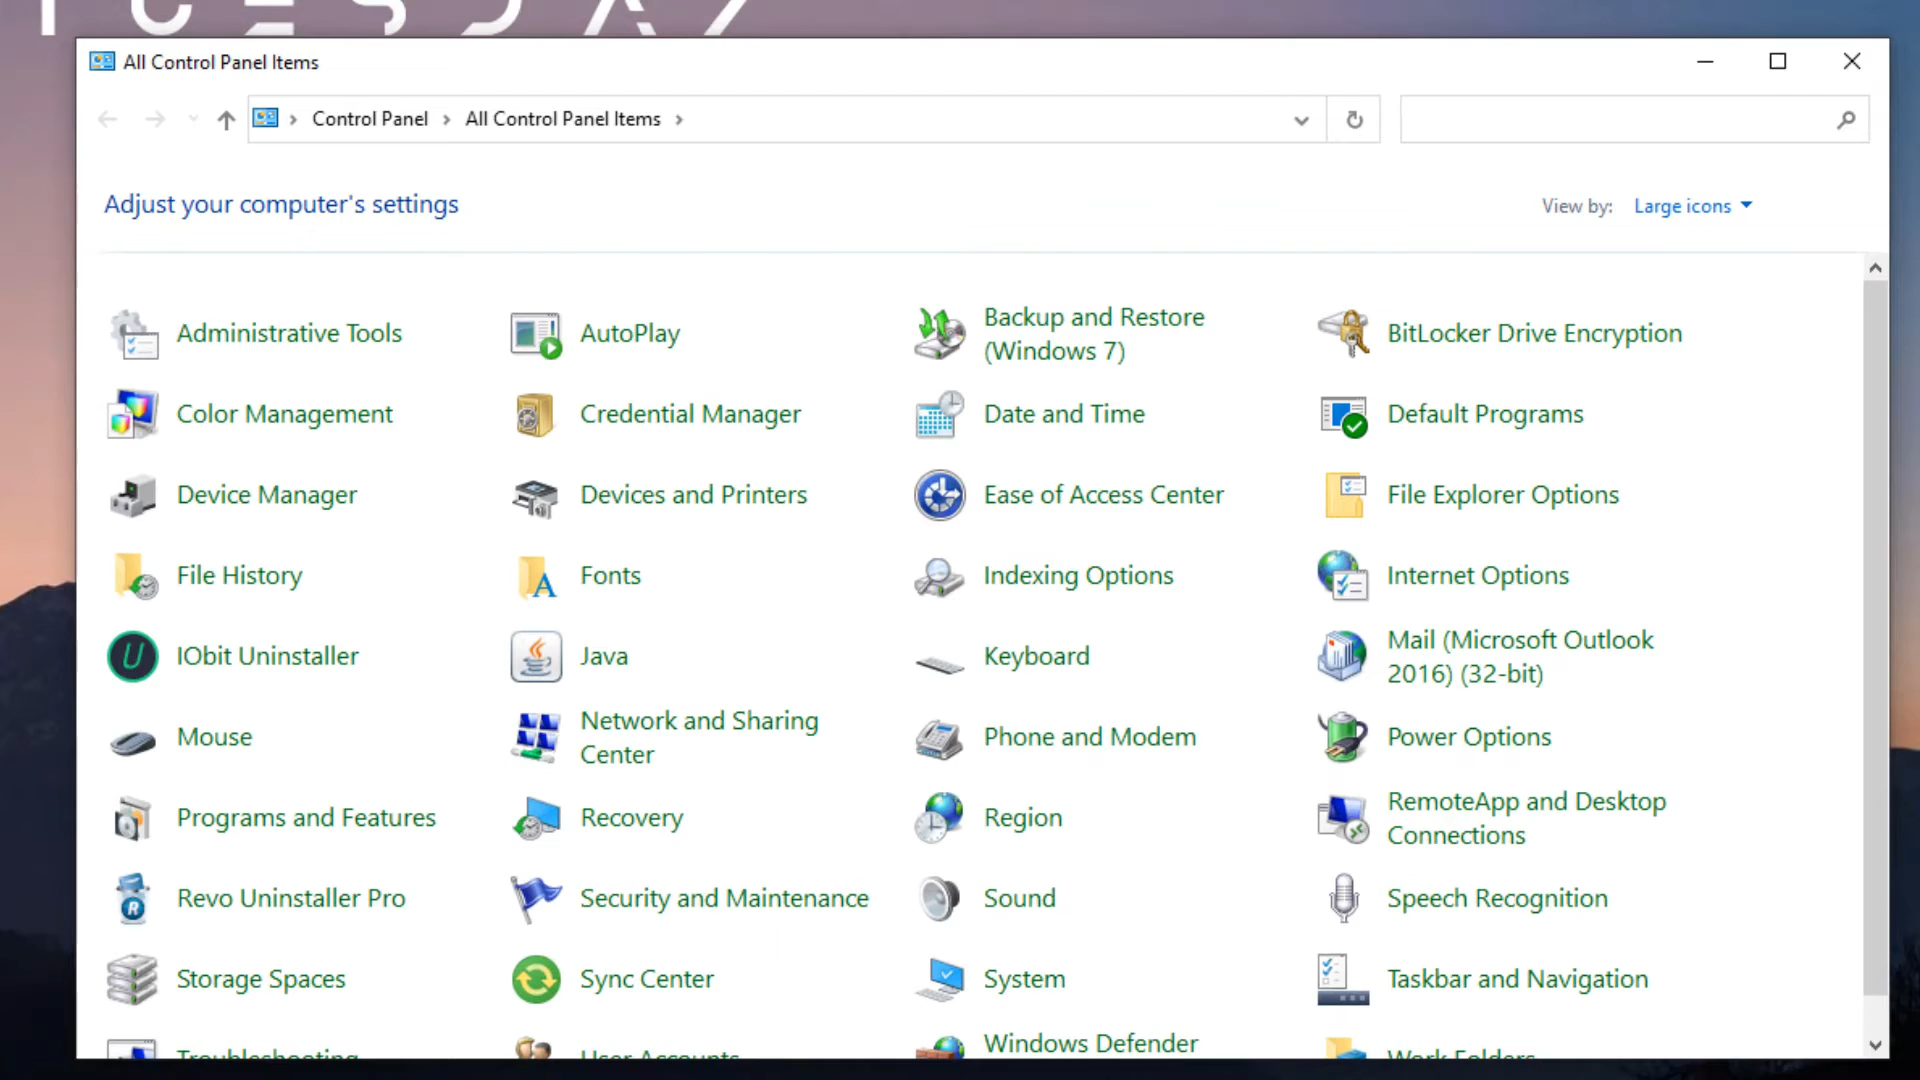 TUESDAY
All Control Panel Items
Control Panel > All Control Panel Items >
Adjust your computer's settings
View by: Large icons
Administrative Tools
AutoPlay
Backup and Restore
(Windows 7)
BitLocker Drive Encryption
Color Management
Credential Manager
Date and Time
Default Programs
Device Manager
Devices and Printers
Ease of Access Center
File Explorer Options
File History
Fonts
Indexing Options
Internet Options
IObit Uninstaller
Java
Keyboard
Mail (Microsoft Outlook
2016) (32-bit)
Mouse
Network and Sharing
Center
Phone and Modem
Power Options
Programs and Features
Recovery
Region
RemoteApp and Desktop
Connections
Revo Uninstaller Pro
Security and Maintenance
Sound
Speech Recognition
Storage Spaces
Sync Center
System
Taskbar and Navigation
Troubleshooting
User Accounts
Windows Defender
Work Folders